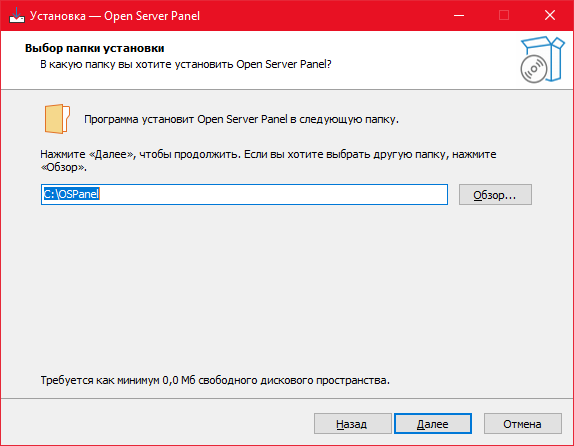 Установка — Open Server Panel
Выбор папки установки
В какую папку вы хотите установить Open Server Panel?
Программа установит Open Server Panel в следующую папку.
Нажмите «Далее», чтобы продолжить. Если вы хотите выбрать другую папку, нажмите
«Обзор».
C:\OSPanel
Обзор...
Требуется как минимум 0,0 Мб свободного дискового пространства.
Назад
Далее
Отмена